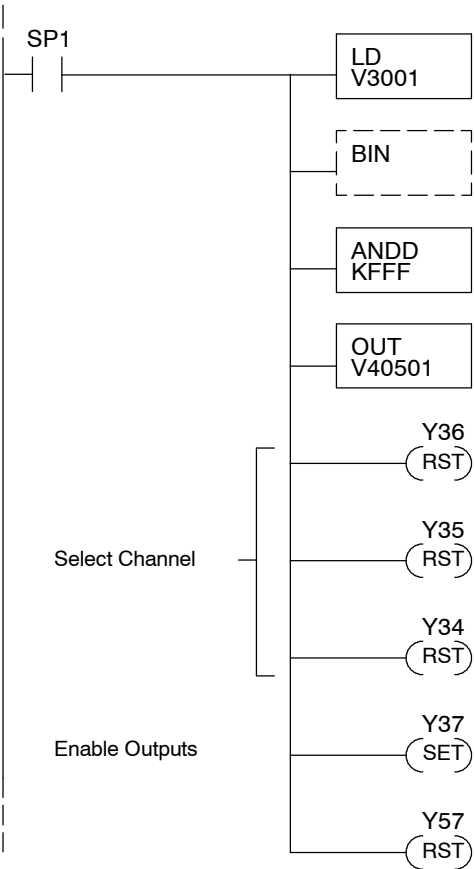 SP1
LD
V3001
BIN
ANDD
KFFF
OUT
V40501
Y36
RST
Y35
RST
Select Channel
Y34
RST
Y37
Enable Outputs
SET
Y57
RST